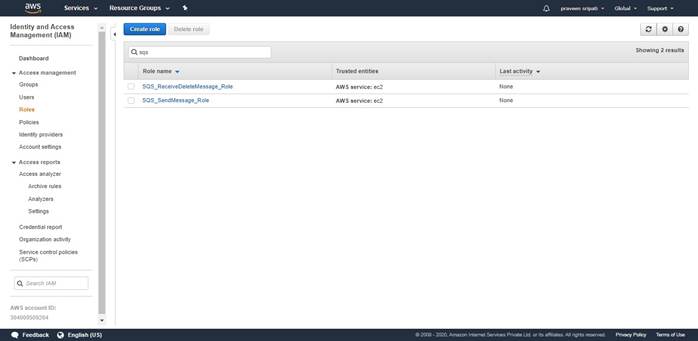 aws
Services
Resource Groups
praveen sripati
Global
Support
Identity and Access
Management (IAM)
Dashboard
Access management
Groups
Users
Roles
Policies
Identity providers
Account settings
Access reports
Access analyzer
Archive rules
Analyzers
Settings
Credential report
Organization activity
Service control policies
(SCPs)
Search IAM
AWS account ID:
Create role
Delete role
sqs
Showing 2 results
Role name
Trusted entities
Last activity
SQS_ReceiveDeleteMessage_Role
AWS service: ec2
None
SQS_SendMessage_Role
AWS service: ec2
None
Feedback
English (US)
© 2008 - 2020, Amazon Internet Services Private Ltd. or its affiliates. All rights reserved.
Privacy Policy
Terms of Use